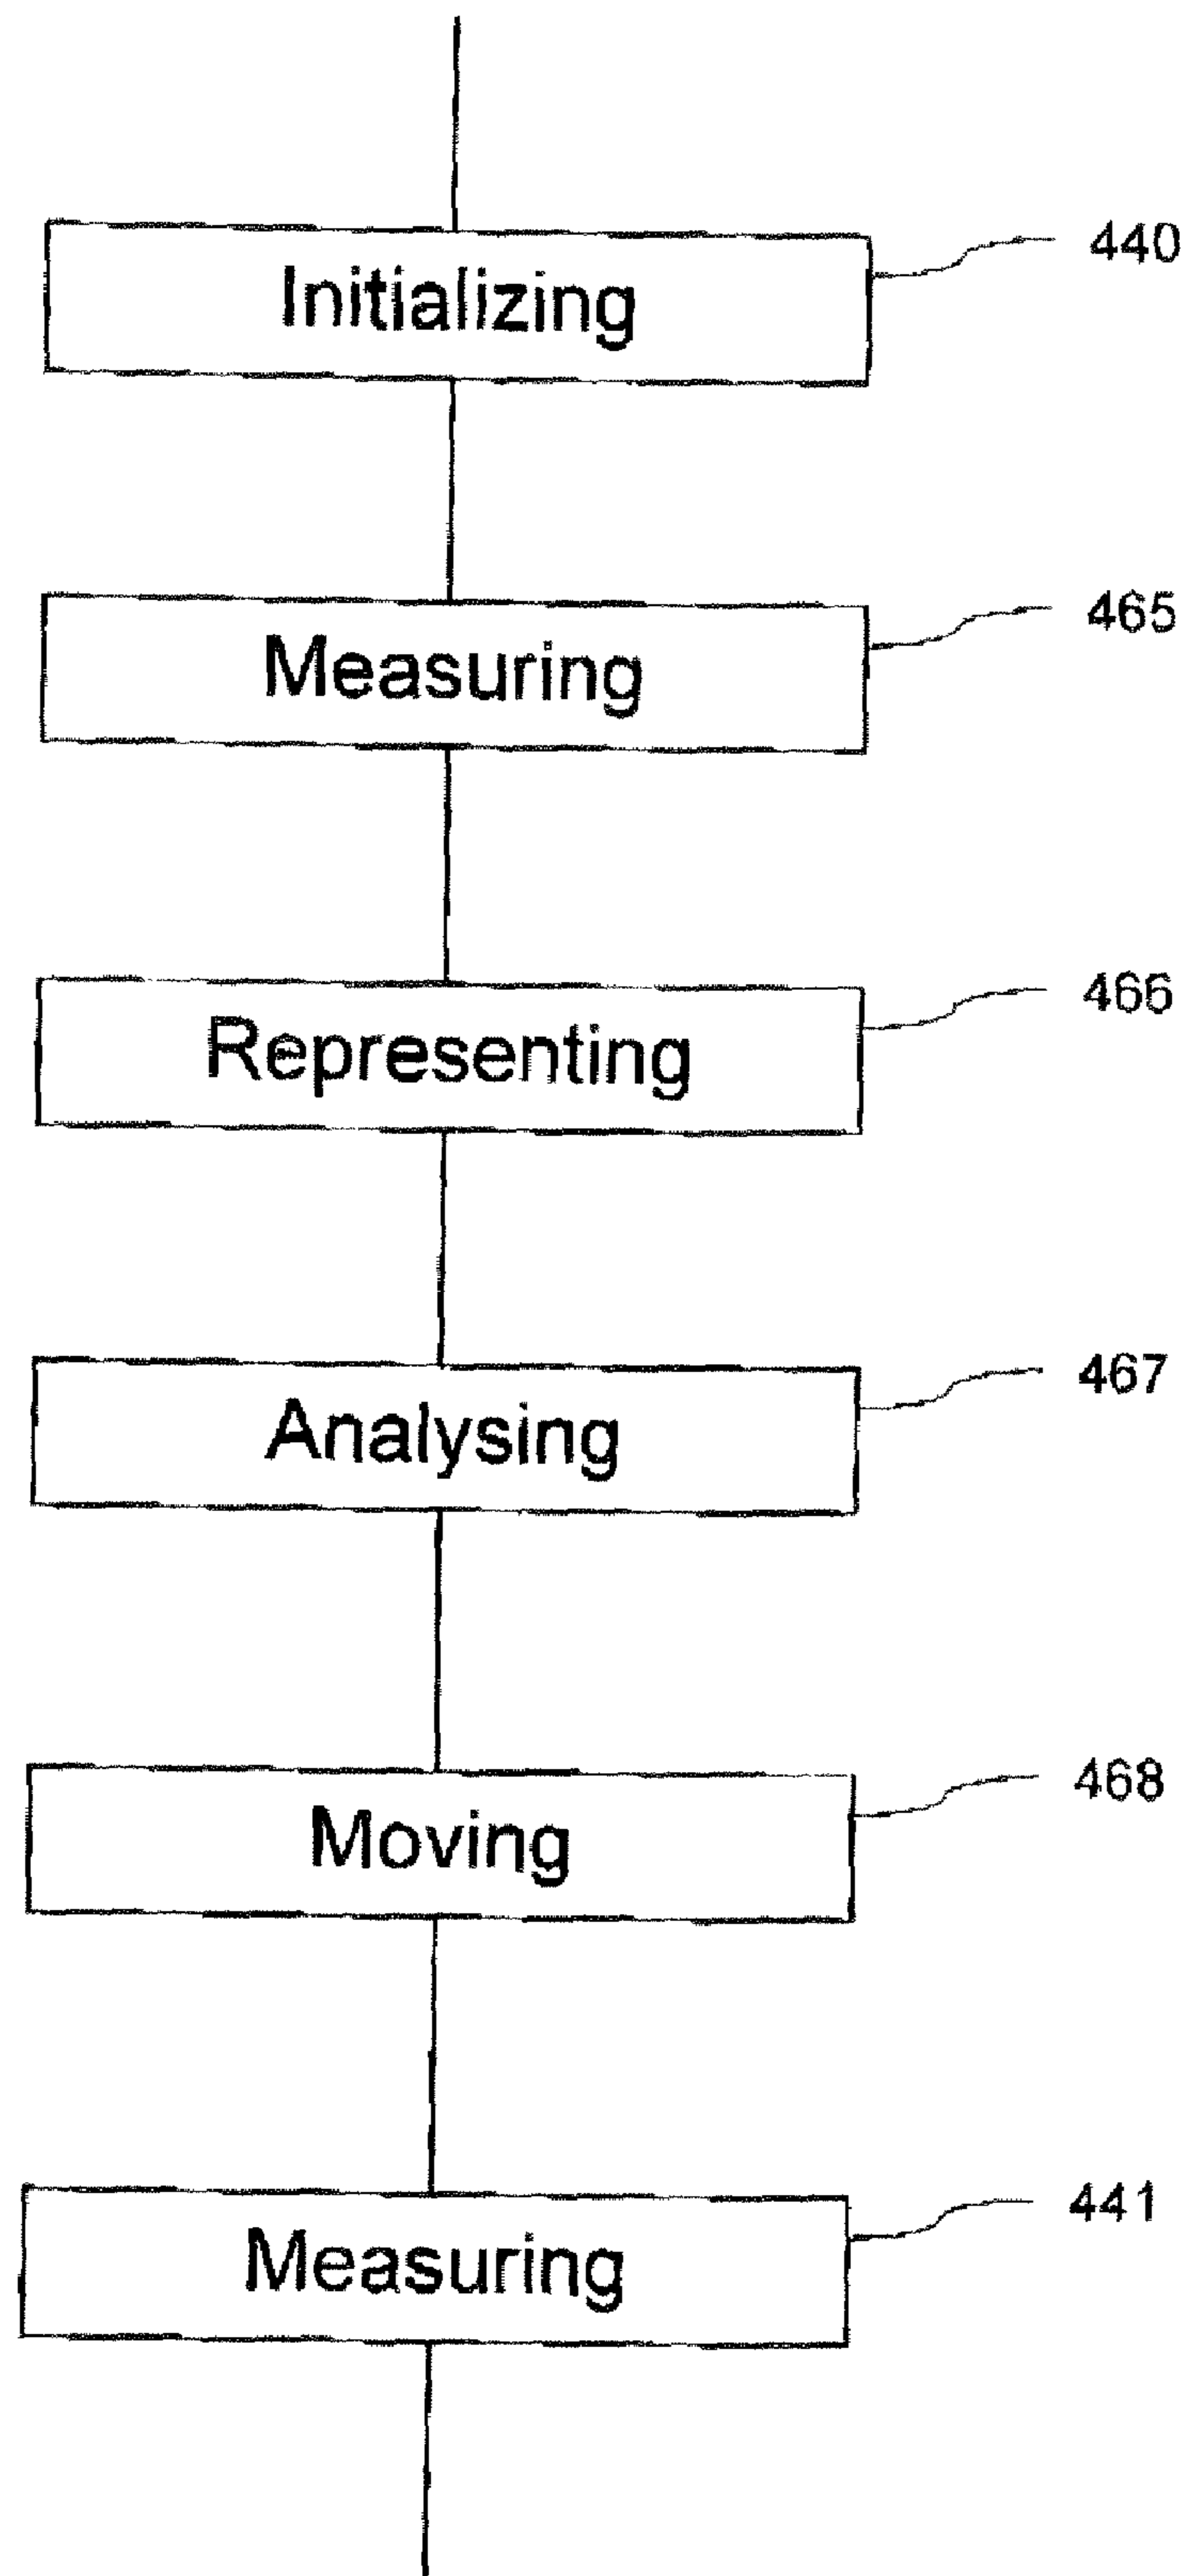 440
Initializing
465
Measuring
466
Representing
467
Analysing
468
Moving
441
Measuring